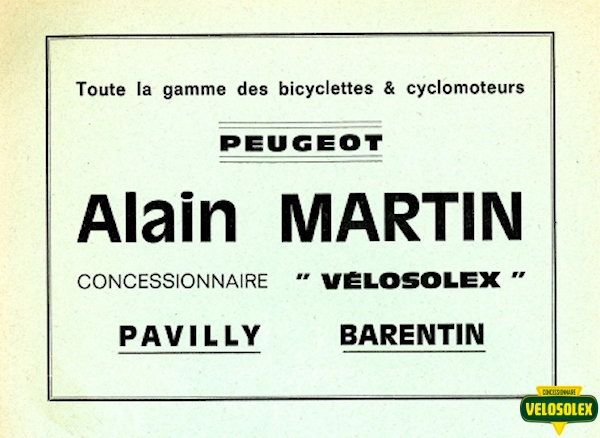 Toute la gamme des bicyclettes & cyclomoteurs
PEUGEOT
Alain MARTIN
CONCESSIONNAIRE " VÉLOSOLEX "
PAVILLY BARENTIN
CONCESSIONNAIRE
VELOSOLEX